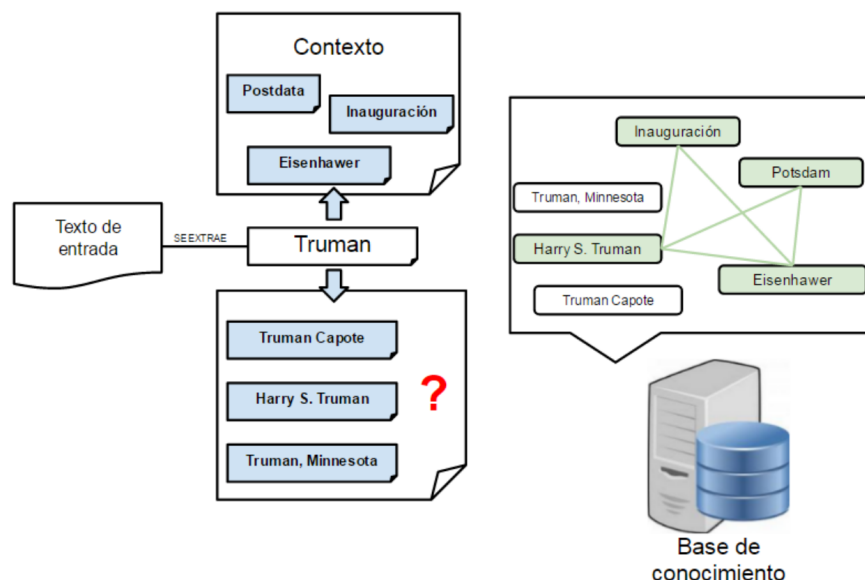 Contexto
Postdata
Inauguración
Eisenhawer
Texto de
entrada
SE EXTRAE
Truman
Truman Capote
Harry S. Truman
?
Truman, Minnesota
Inauguración
Potsdam
Truman, Minnesota
Harry S. Truman
Eisenhawer
Truman Capote
Base de
conocimiento